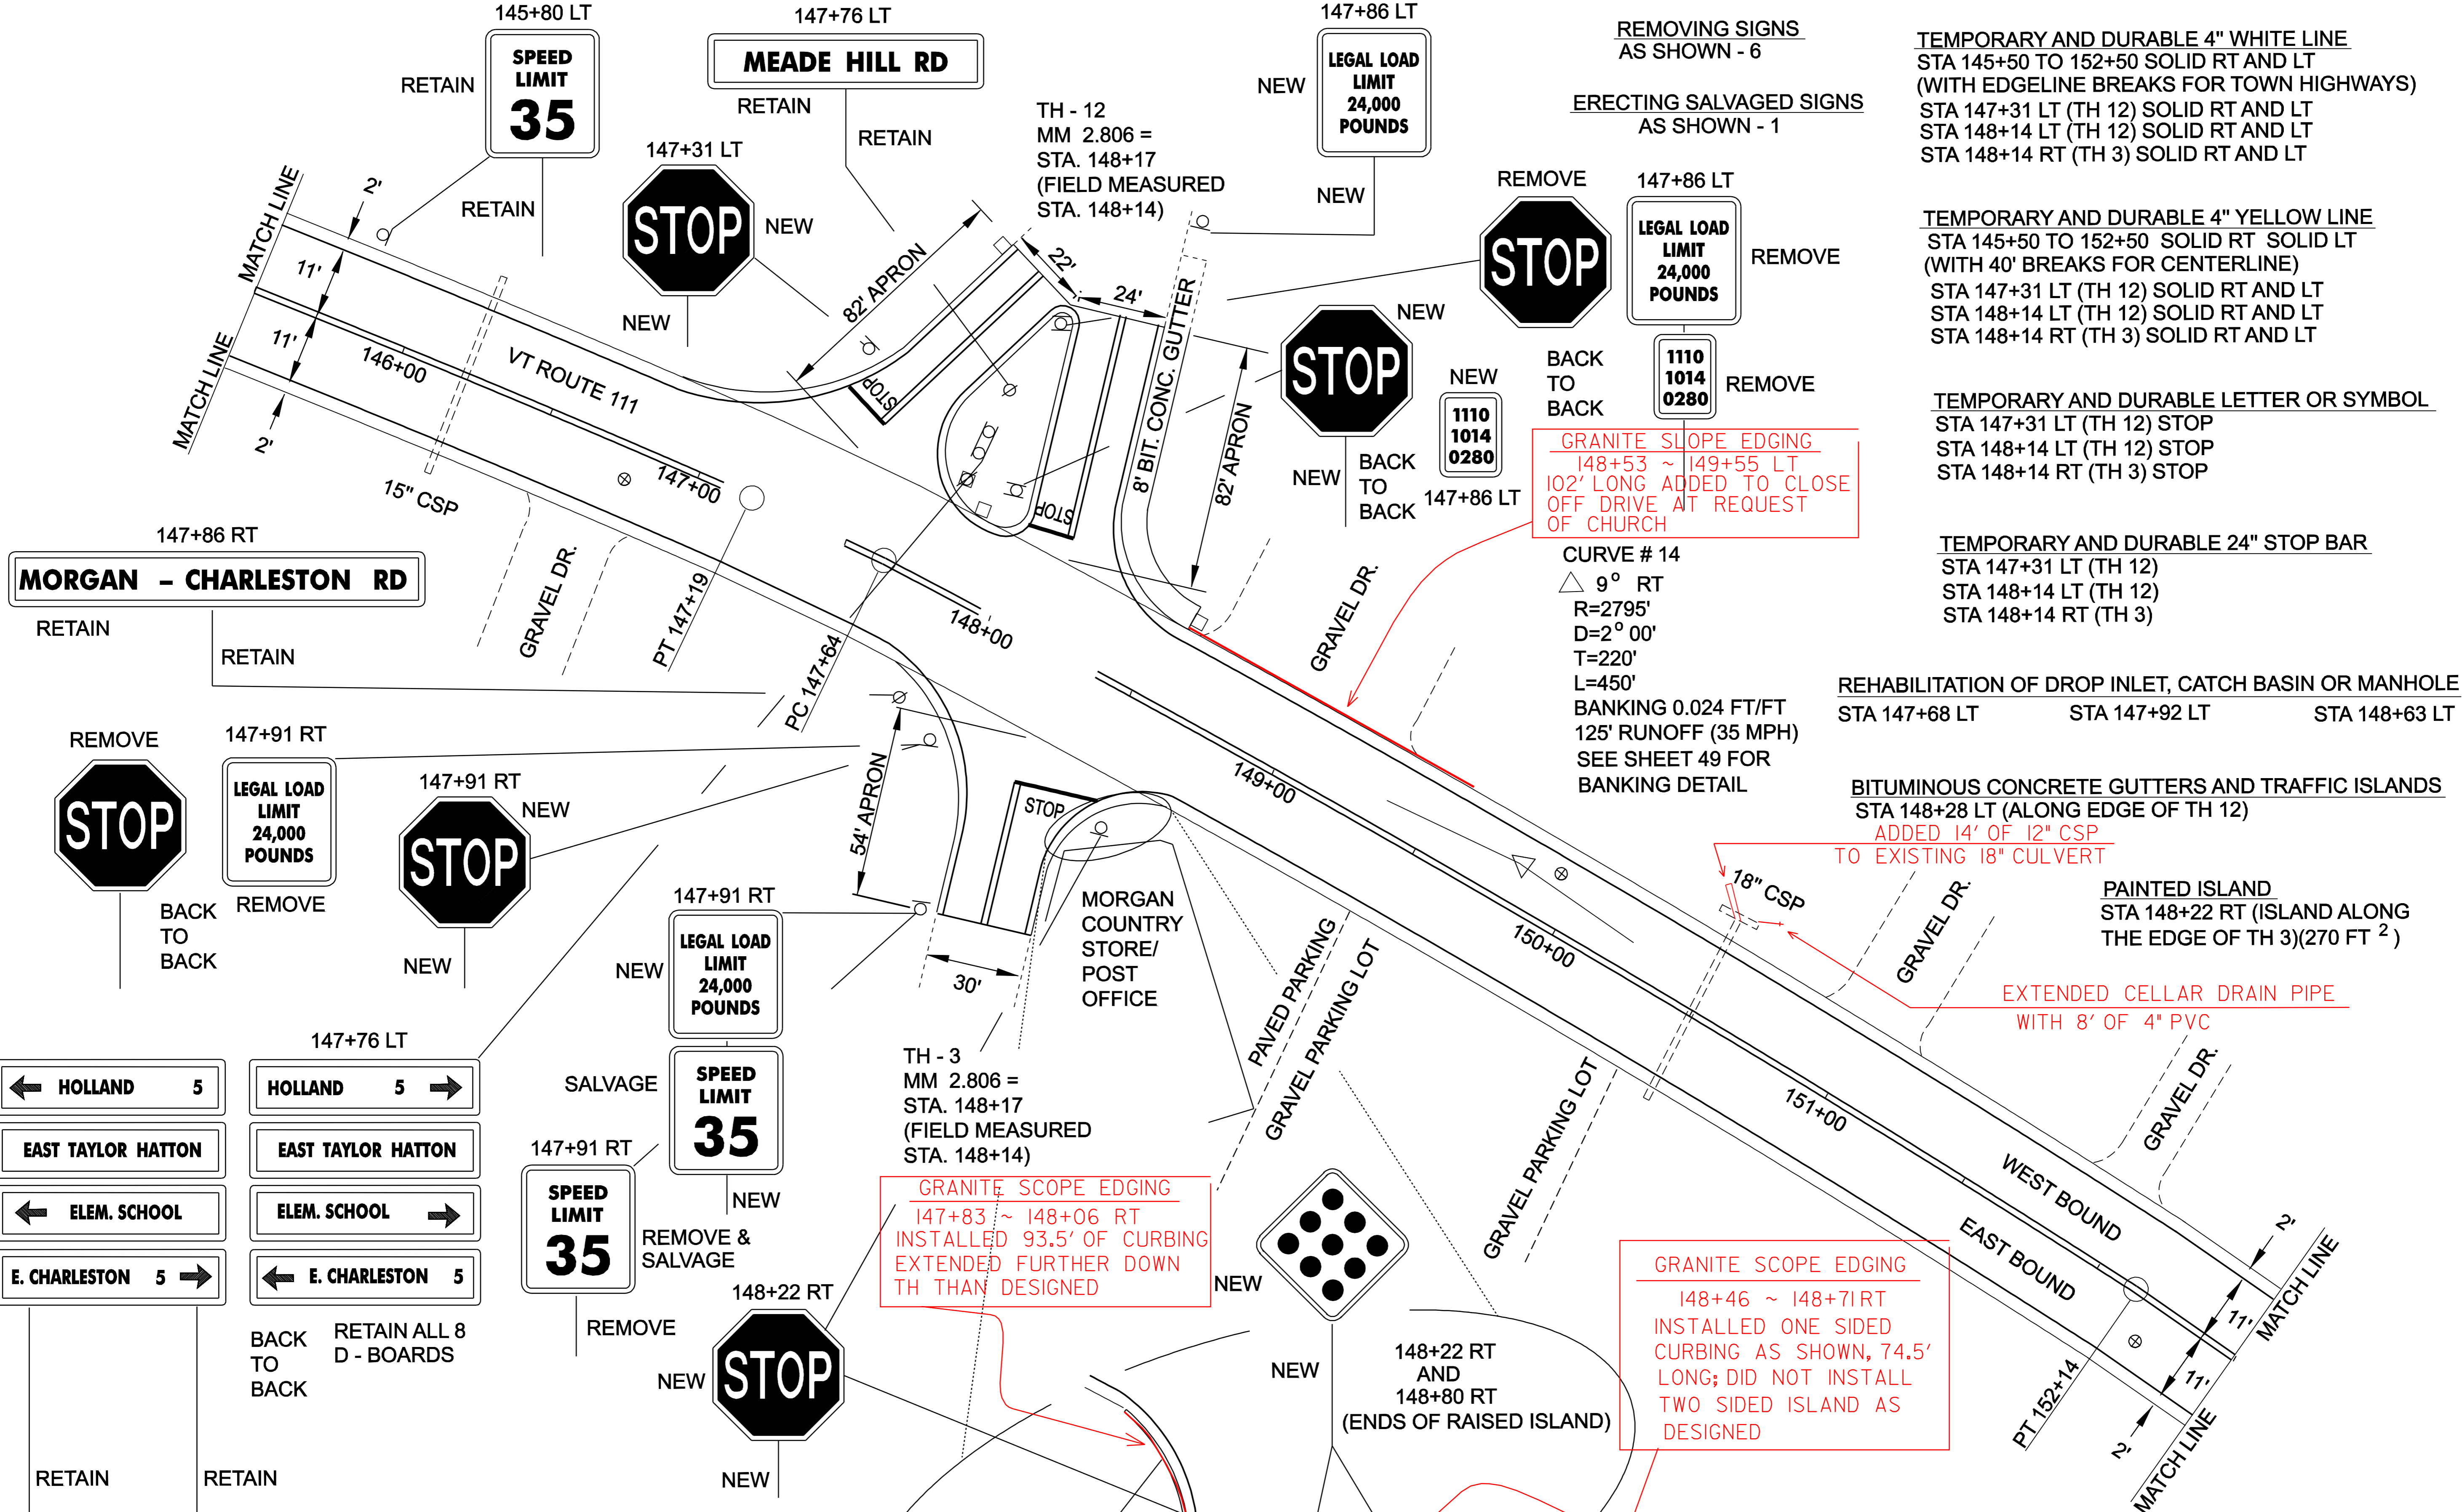 145+80 LT
SPEED
LIMIT
35
RETAIN
RETAIN
147+76 LT
MEADE HILL RD
RETAIN
RETAIN
147+31 LT
STOP
NEW
NEW
TH - 12
MM 2.806 =
STA. 148+17
(FIELD MEASURED
STA. 148+14)
147+86 LT
LEGAL LOAD
LIMIT
24,000
POUNDS
NEW
NEW
REMOVING SIGNS
AS SHOWN - 6
ERECTING SALVAGED SIGNS
AS SHOWN - 1
REMOVE
STOP
147+86 LT
LEGAL LOAD
LIMIT
24,000
POUNDS
REMOVE
1110
1014
0280
REMOVE
BACK
TO
BACK
STOP
NEW
NEW
NEW
1110
1014
0280
147+86 LT
BACK
TO
BACK
TEMPORARY AND DURABLE 4" WHITE LINE
STA 145+50 TO 152+50 SOLID RT AND LT
(WITH EDGELINE BREAKS FOR TOWN HIGHWAYS)
STA 147+31 LT (TH 12) SOLID RT AND LT
STA 148+14 LT (TH 12) SOLID RT AND LT
STA 148+14 RT (TH 3) SOLID RT AND LT
TEMPORARY AND DURABLE 4" YELLOW LINE
STA 145+50 TO 152+50 SOLID RT SOLID LT
(WITH 40' BREAKS FOR CENTERLINE)
STA 147+31 LT (TH 12) SOLID RT AND LT
STA 148+14 LT (TH 12) SOLID RT AND LT
STA 148+14 RT (TH 3) SOLID RT AND LT
TEMPORARY AND DURABLE LETTER OR SYMBOL
STA 147+31 LT (TH 12) STOP
STA 148+14 LT (TH 12) STOP
STA 148+14 RT (TH 3) STOP
TEMPORARY AND DURABLE 24" STOP BAR
STA 147+31 LT (TH 12)
STA 148+14 LT (TH 12)
STA 148+14 RT (TH 3)
REHABILITATION OF DROP INLET, CATCH BASIN OR MANHOLE
STA 147+68 LT STA 147+92 LT STA 148+63 LT
BITUMINOUS CONCRETE GUTTERS AND TRAFFIC ISLANDS
STA 148+28 LT (ALONG EDGE OF TH 12)
ADDED 14' OF 12" CSP
TO EXISTING 18" CULVERT
PAINTED ISLAND
STA 148+22 RT (ISLAND ALONG
THE EDGE OF TH 3)(270 FT 2 )
EXTENDED CELLAR DRAIN PIPE
WITH 8' OF 4" PVC
GRANITE SLOPE EDGING
148+53 ~ 149+55 LT
102' LONG ADDED TO CLOSE
OFF DRIVE AT REQUEST
OF CHURCH
CURVE # 14
9° RT
R=2795'
D=2° 00'
T=220'
L=450'
BANKING 0.024 FT/FT
125' RUNOFF (35 MPH)
SEE SHEET 49 FOR
BANKING DETAIL
MATCH LINE
MATCH LINE
2'
11'
11'
2'
146+00
VT ROUTE 111
147+00
15" CSP
GRAVEL DR.
PT 147+19
PC 147+64
148+00
82' APRON
22'
24'
STOP
STOP
8' BIT. CONC. GUTTER
82' APRON
GRAVEL DR.
149+00
150+00
151+00
18" CSP
GRAVEL DR.
GRAVEL DR.
WEST BOUND
EAST BOUND
2'
11'
11'
2'
MATCH LINE
MATCH LINE
PT 152+14
147+86 RT
MORGAN - CHARLESTON RD
RETAIN
RETAIN
REMOVE
STOP
147+91 RT
LEGAL LOAD
LIMIT
24,000
POUNDS
REMOVE
BACK
TO
BACK
147+91 RT
STOP
NEW
NEW
54' APRON
30'
STOP
147+91 RT
LEGAL LOAD
LIMIT
24,000
POUNDS
NEW
SALVAGE
SPEED
LIMIT
35
NEW
147+91 RT
SPEED
LIMIT
35
REMOVE &
SALVAGE
REMOVE
MORGAN
COUNTRY
STORE/
POST
OFFICE
TH - 3
MM 2.806 =
STA. 148+17
(FIELD MEASURED
STA. 148+14)
PAVED PARKING
GRAVEL PARKING LOT
GRAVEL PARKING LOT
147+76 LT
HOLLAND 5
HOLLAND 5
EAST TAYLOR HATTON
EAST TAYLOR HATTON
ELEM. SCHOOL
ELEM. SCHOOL
E. CHARLESTON 5
E. CHARLESTON 5
BACK
TO
BACK
RETAIN ALL 8
D - BOARDS
RETAIN
RETAIN
148+22 RT
STOP
NEW
NEW
GRANITE SCOPE EDGING
147+83 ~ 148+06 RT
INSTALLED 93.5' OF CURBING
EXTENDED FURTHER DOWN
TH THAN DESIGNED
NEW
NEW
148+22 RT
AND
148+80 RT
(ENDS OF RAISED ISLAND)
GRANITE SCOPE EDGING
148+46 ~ 148+71 RT
INSTALLED ONE SIDED
CURBING AS SHOWN, 74.5'
LONG; DID NOT INSTALL
TWO SIDED ISLAND AS
DESIGNED